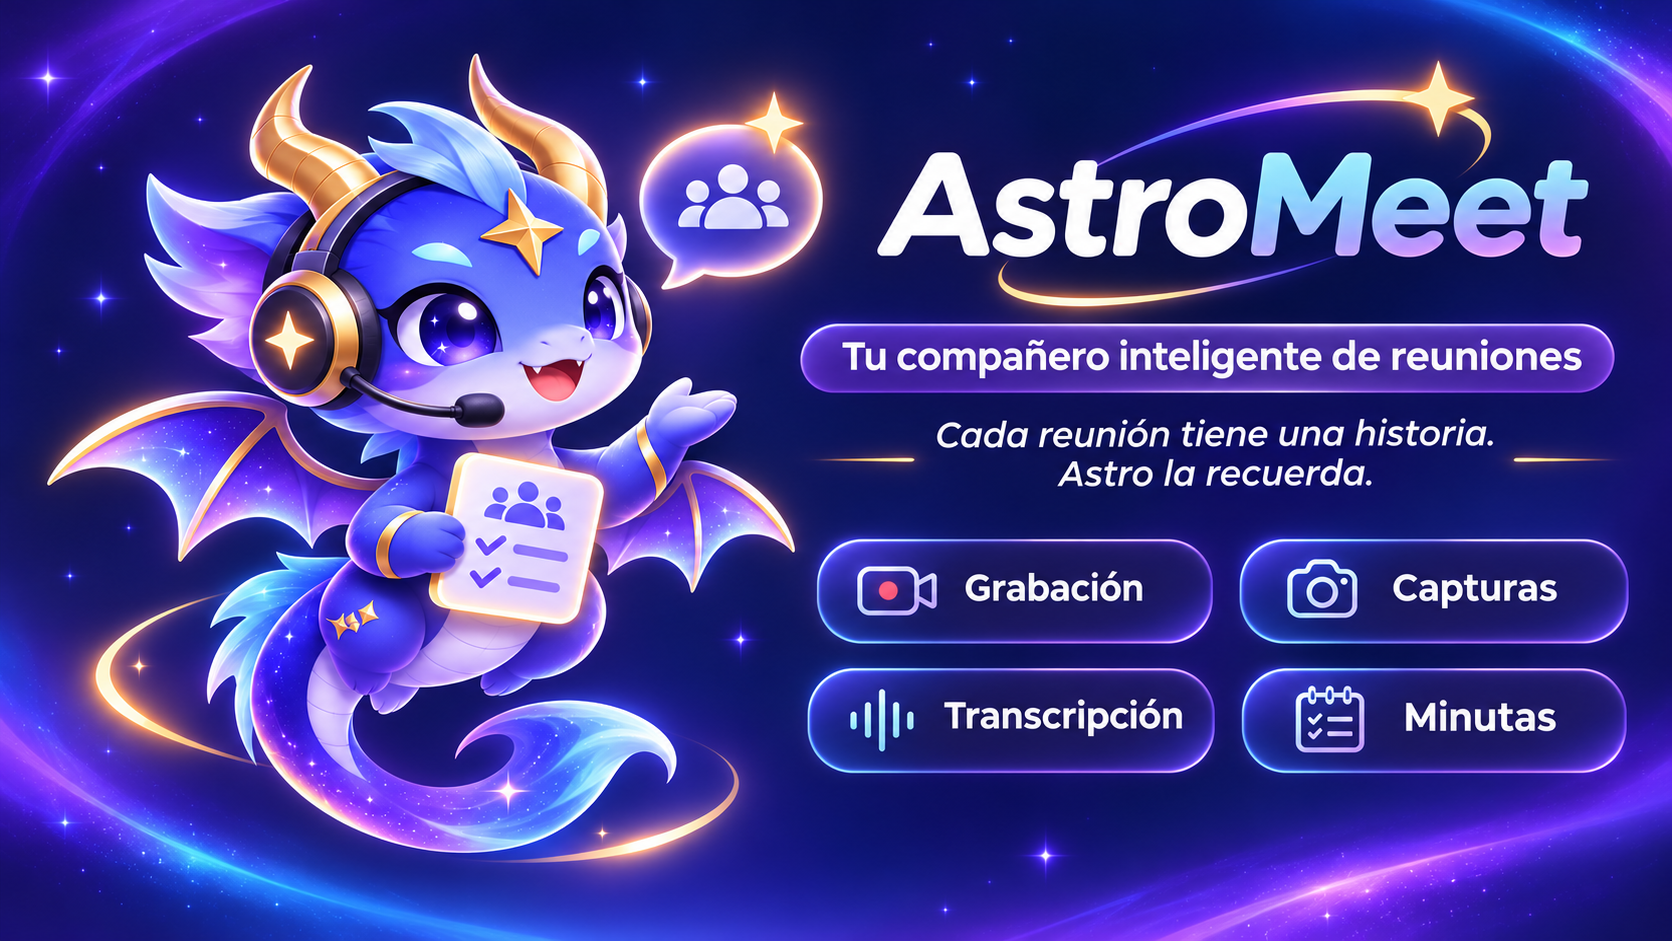 AstroMeet
Tu compañero inteligente de reuniones
Cada reunión tiene una historia.
Astro la recuerda.
Grabación
Capturas
Transcripción
Minutas